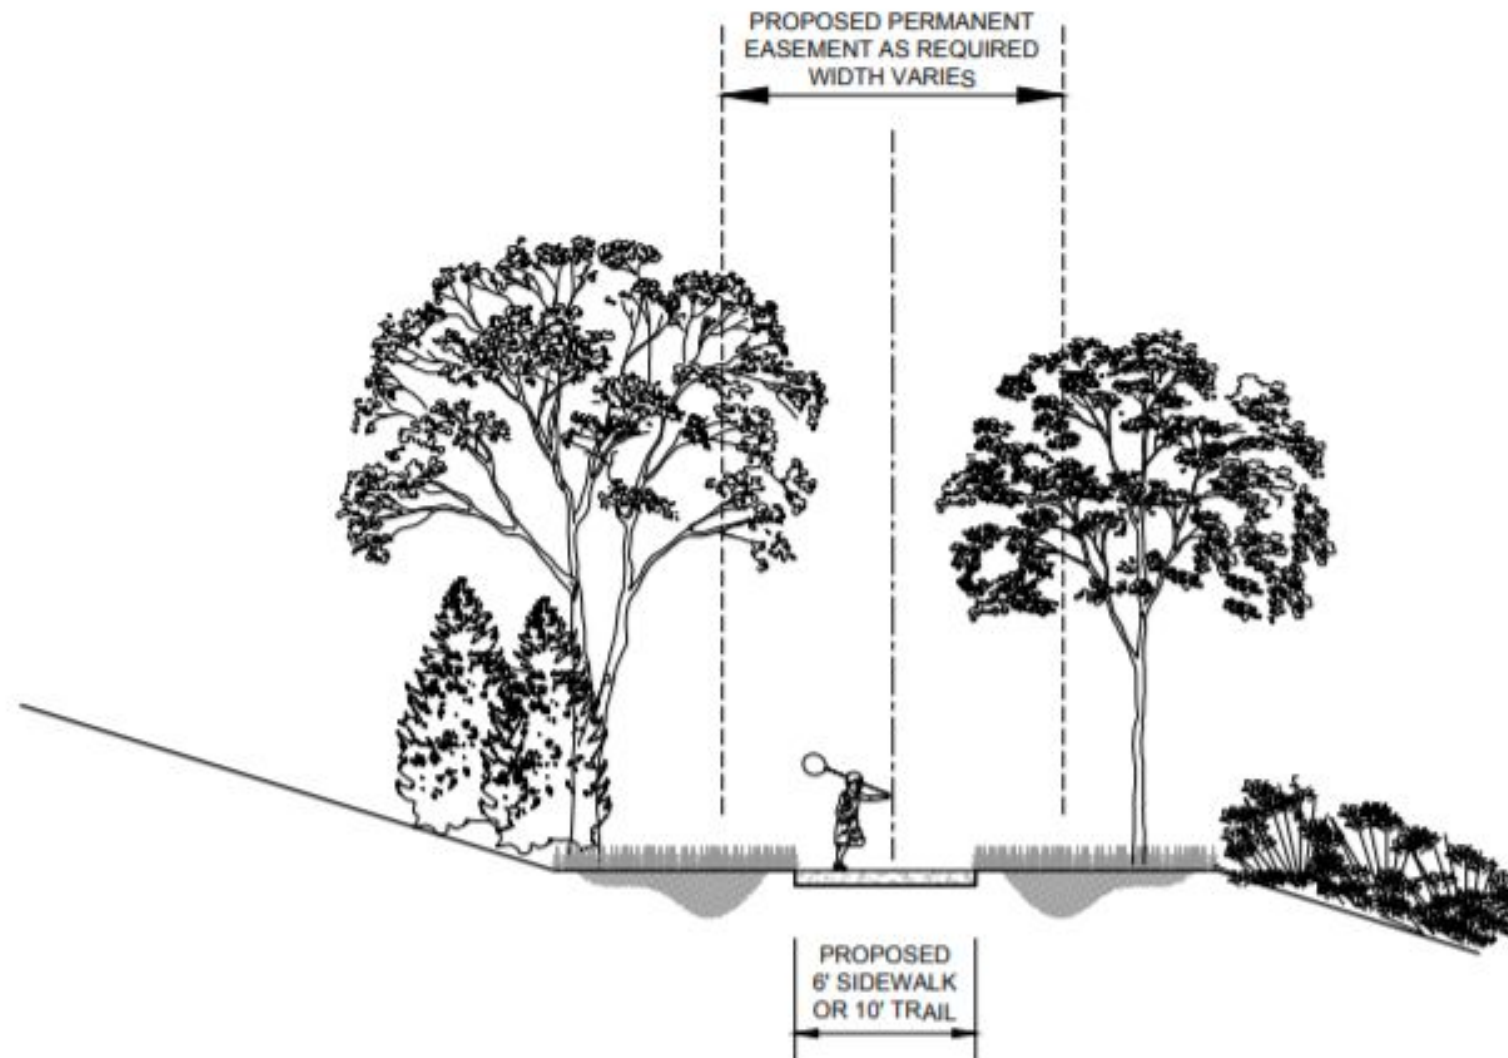 PROPOSED PERMANENT
EASEMENT AS REQUIRED
WIDTH VARIES
PROPOSED
6' SIDEWALK
OR 10' TRAIL